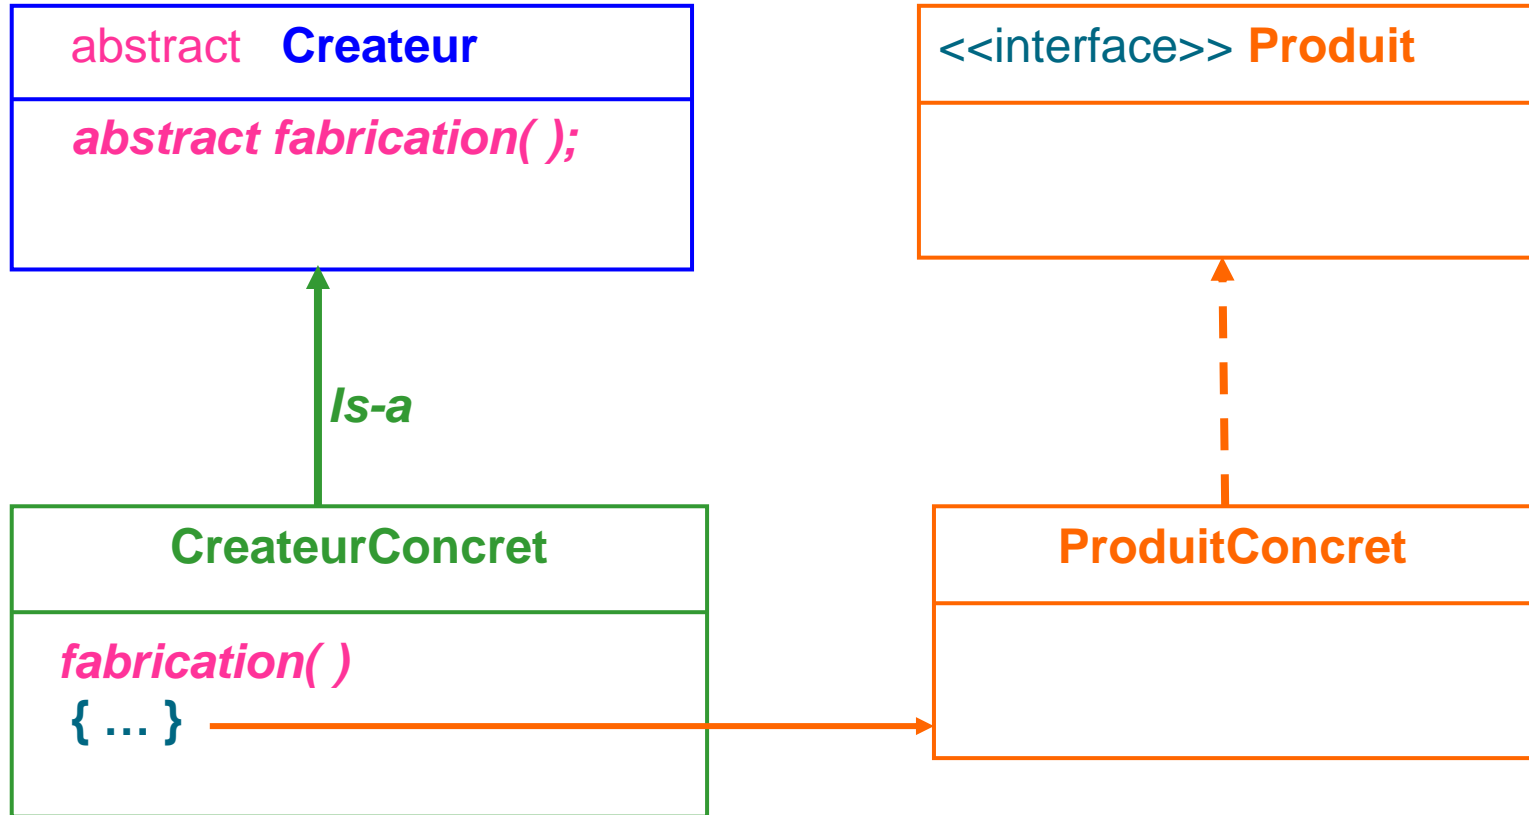 abstract Createur
abstract fabrication( );
<<interface>> Produit
Is-a
CreateurConcret
fabrication( )
{ … }
ProduitConcret